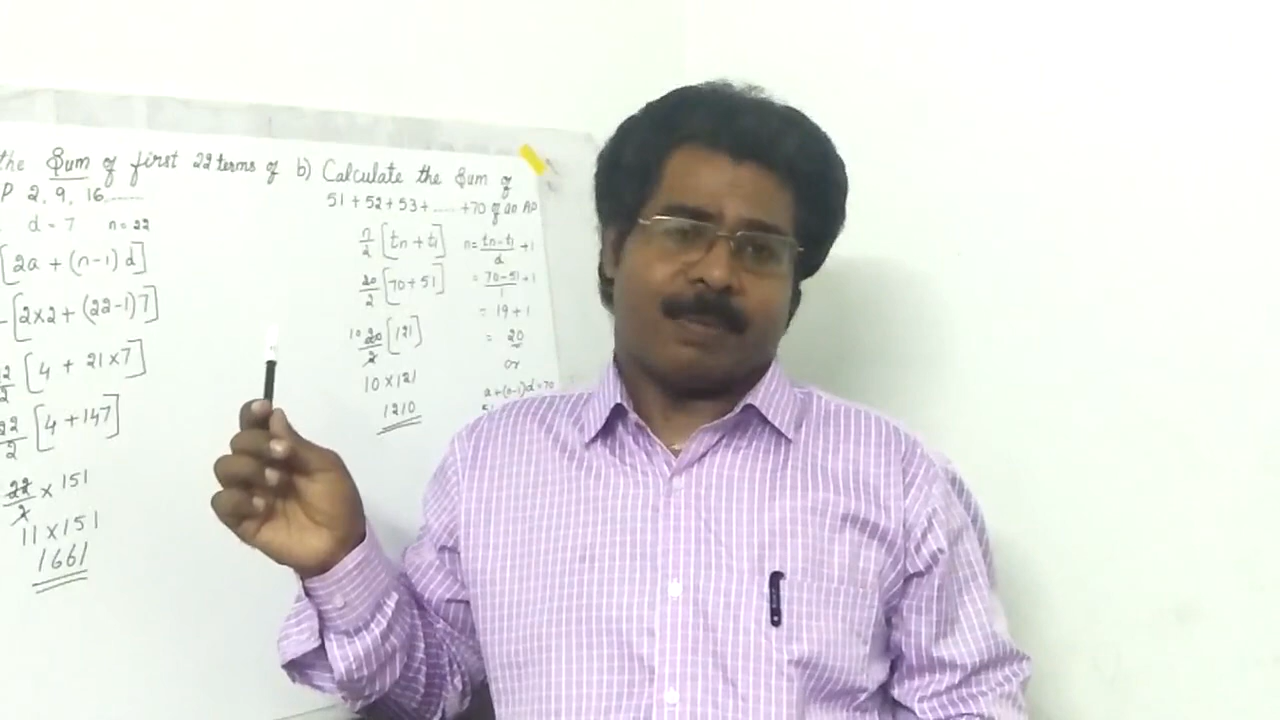 the Sum of first 22 terms of
P 2, 9, 16......
d = 7 n = 22
[2a + (n-1) d]
[2×2 + (22-1) 7]
2/2 [4 + 21×7]
22/2 [4 + 147]
22/2 × 151
11 × 151
1661
b) Calculate the Sum of
51 + 52 + 53 + ...... + 70 of an AP
n/2 [tn + t1]
20/2 [70 + 51]
10 20/2 [121]
10 × 121
1210
n = tn - t1/d + 1
= 70 - 51/1 + 1
= 19 + 1
= 20
or
a + (n-1) d = 70